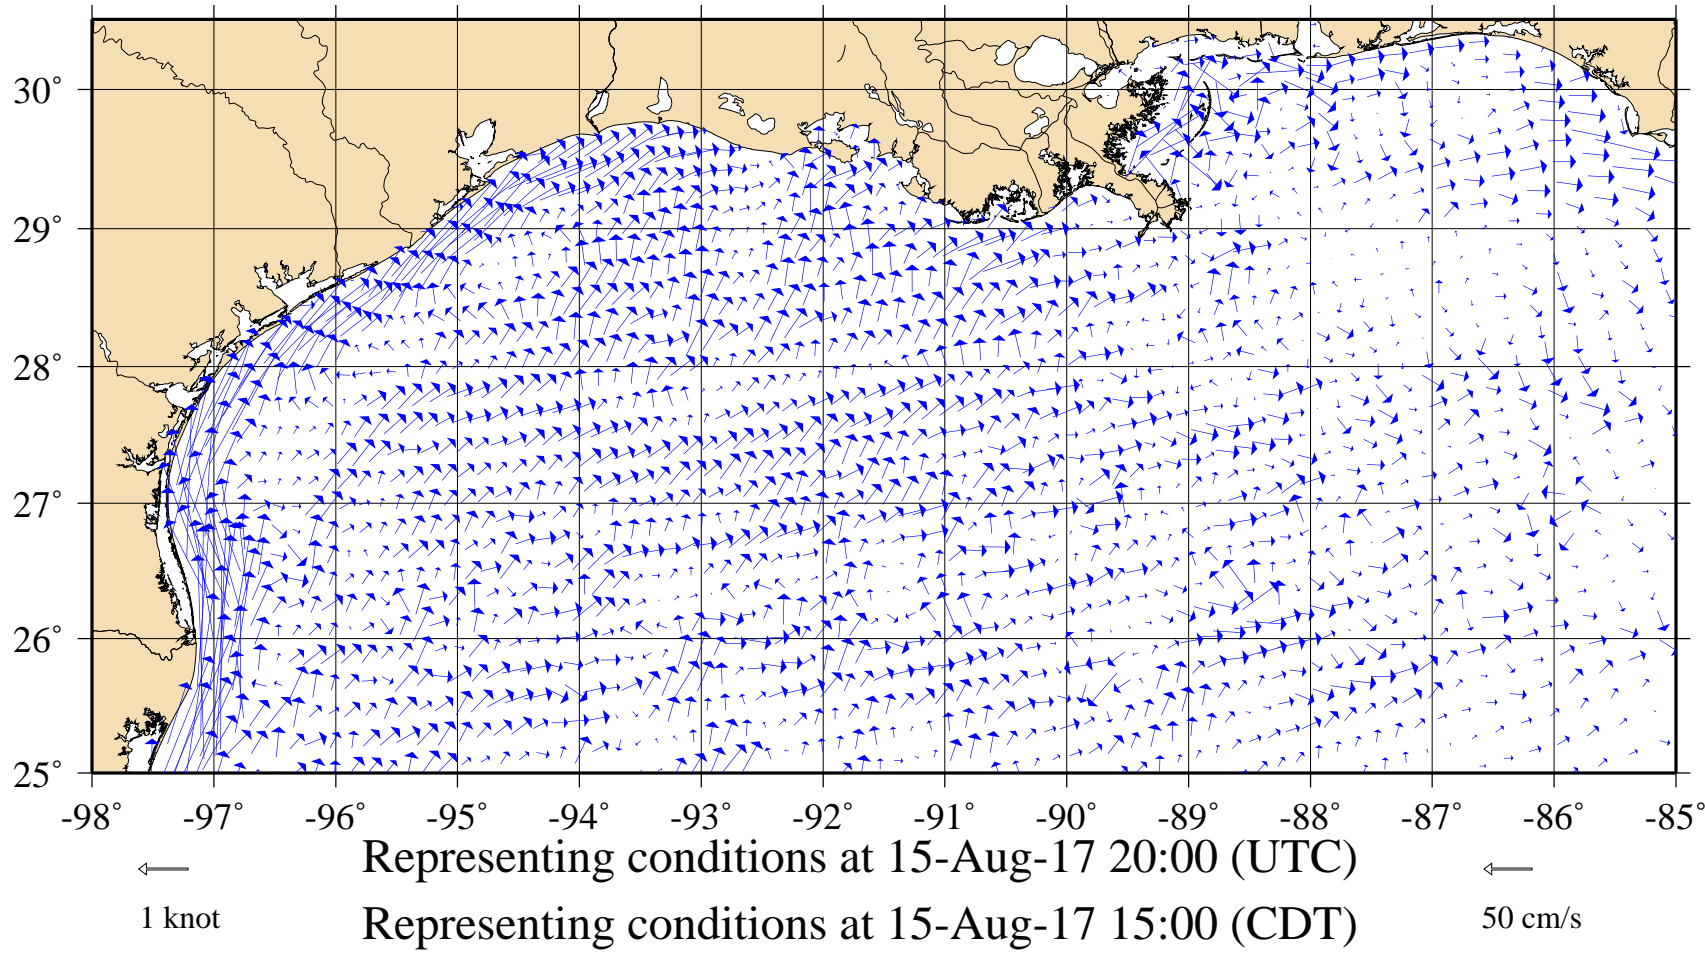 30°
29°
28°
27°
26°
25°
-98° -97° -96° -95° -94° -93° -92° -91° -90° -89° -88° -87° -86° -85°
Representing conditions at 15-Aug-17 20:00 (UTC)
1 knot
50 cm/s
Representing conditions at 15-Aug-17 15:00 (CDT)